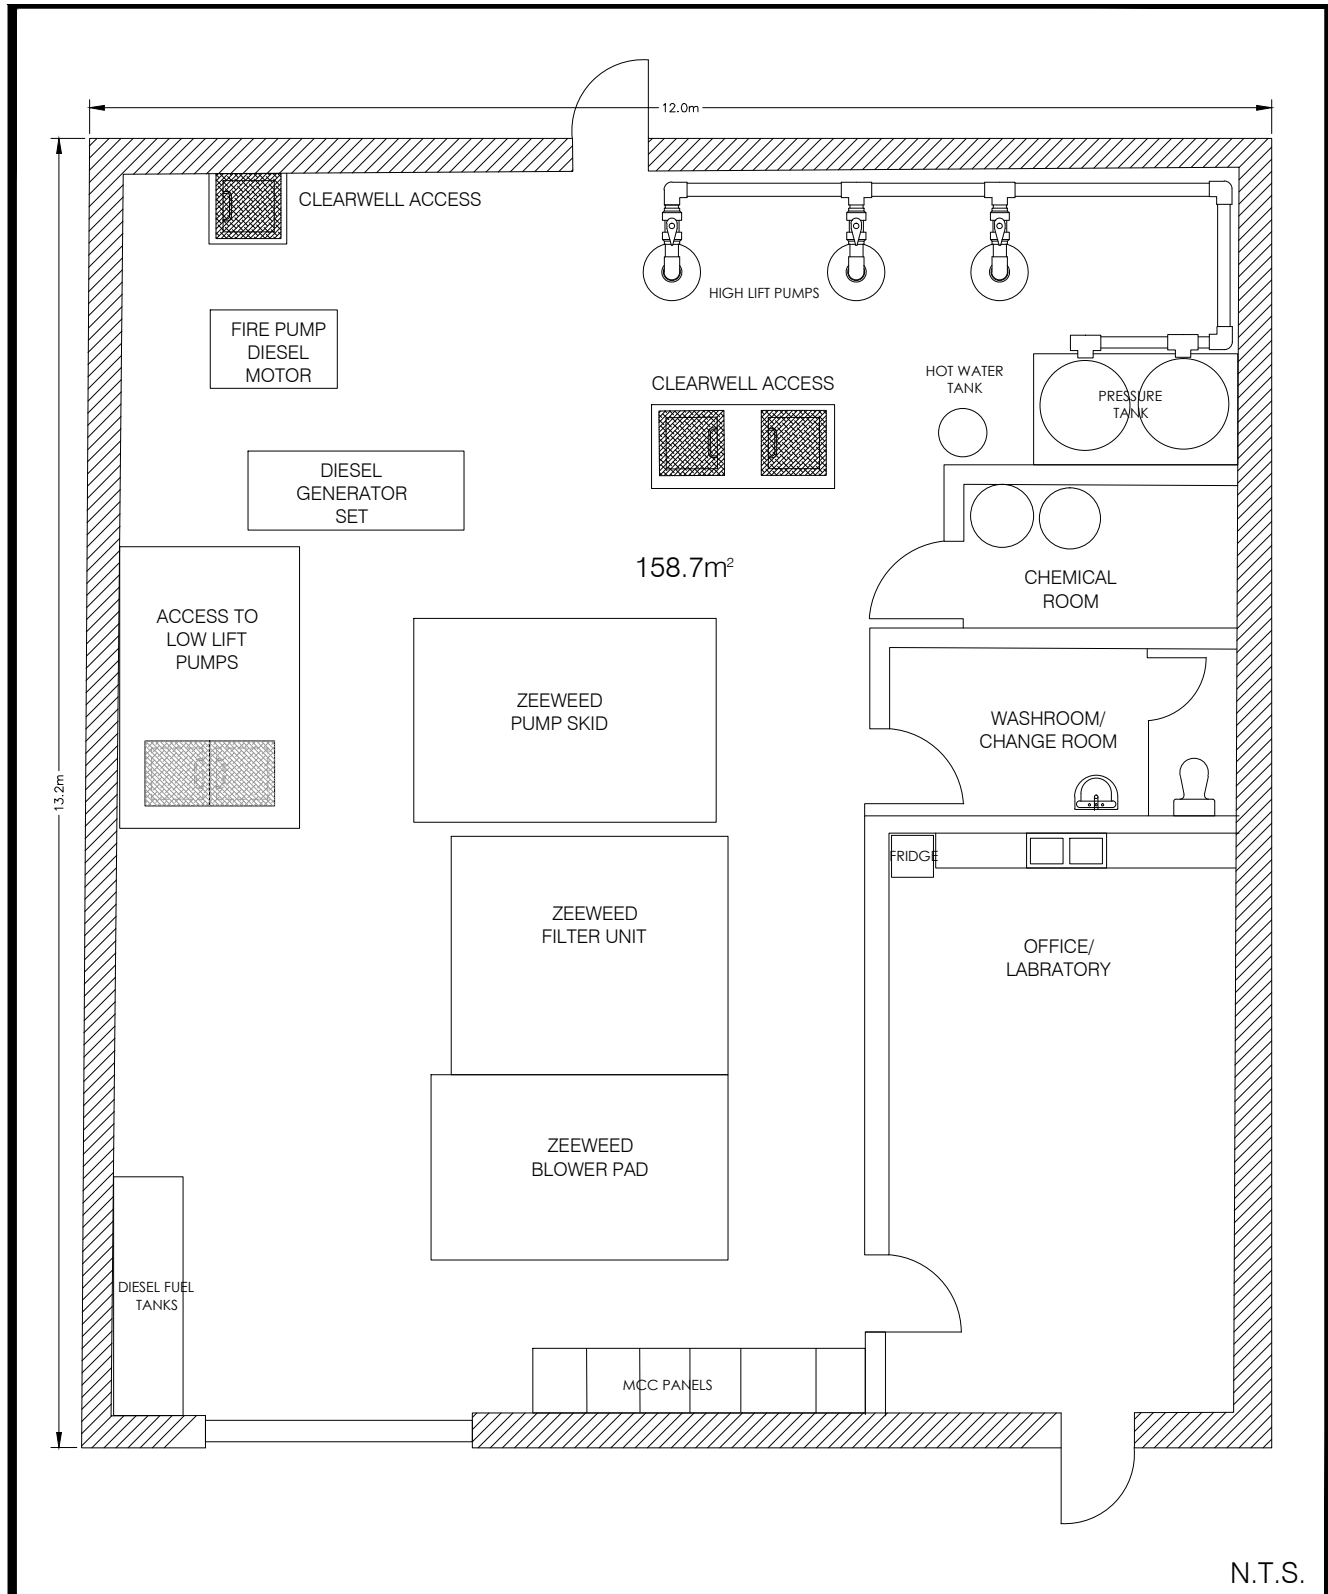 12.0m
CLEARWELL ACCESS
HIGH LIFT PUMPS
FIRE PUMP
DIESEL
MOTOR
CLEARWELL ACCESS
HOT WATER
TANK
PRESSURE
TANK
DIESEL
GENERATOR
SET
158.7m²
CHEMICAL
ROOM
ACCESS TO
LOW LIFT
PUMPS
ZEEWEED
PUMP SKID
WASHROOM/
CHANGE ROOM
13.2m
FRIDGE
ZEEWEED
FILTER UNIT
OFFICE/
LABRATORY
ZEEWEED
BLOWER PAD
DIESEL FUEL
TANKS
MCC PANELS
N.T.S.